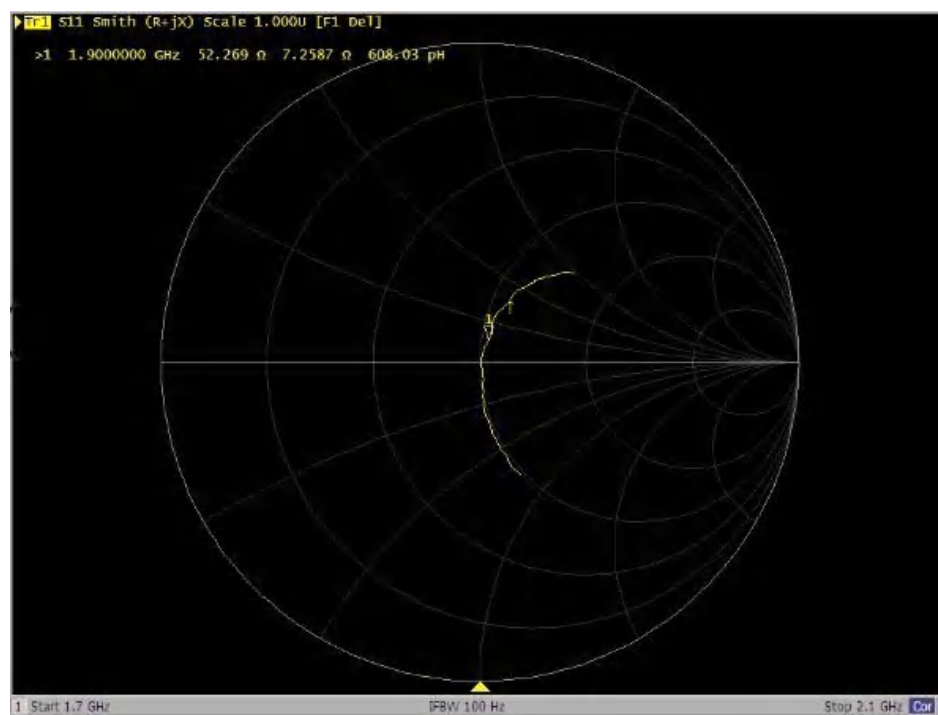 Tr1 S11 Smith (R+jX) Scale 1.000U [F1 Del]
>1 1.9000000 GHz 52.269 Ω 7.2587 Ω 608.03 pH
1
1 Start 1.7 GHz IFBW 100 Hz Stop 2.1 GHz Cor